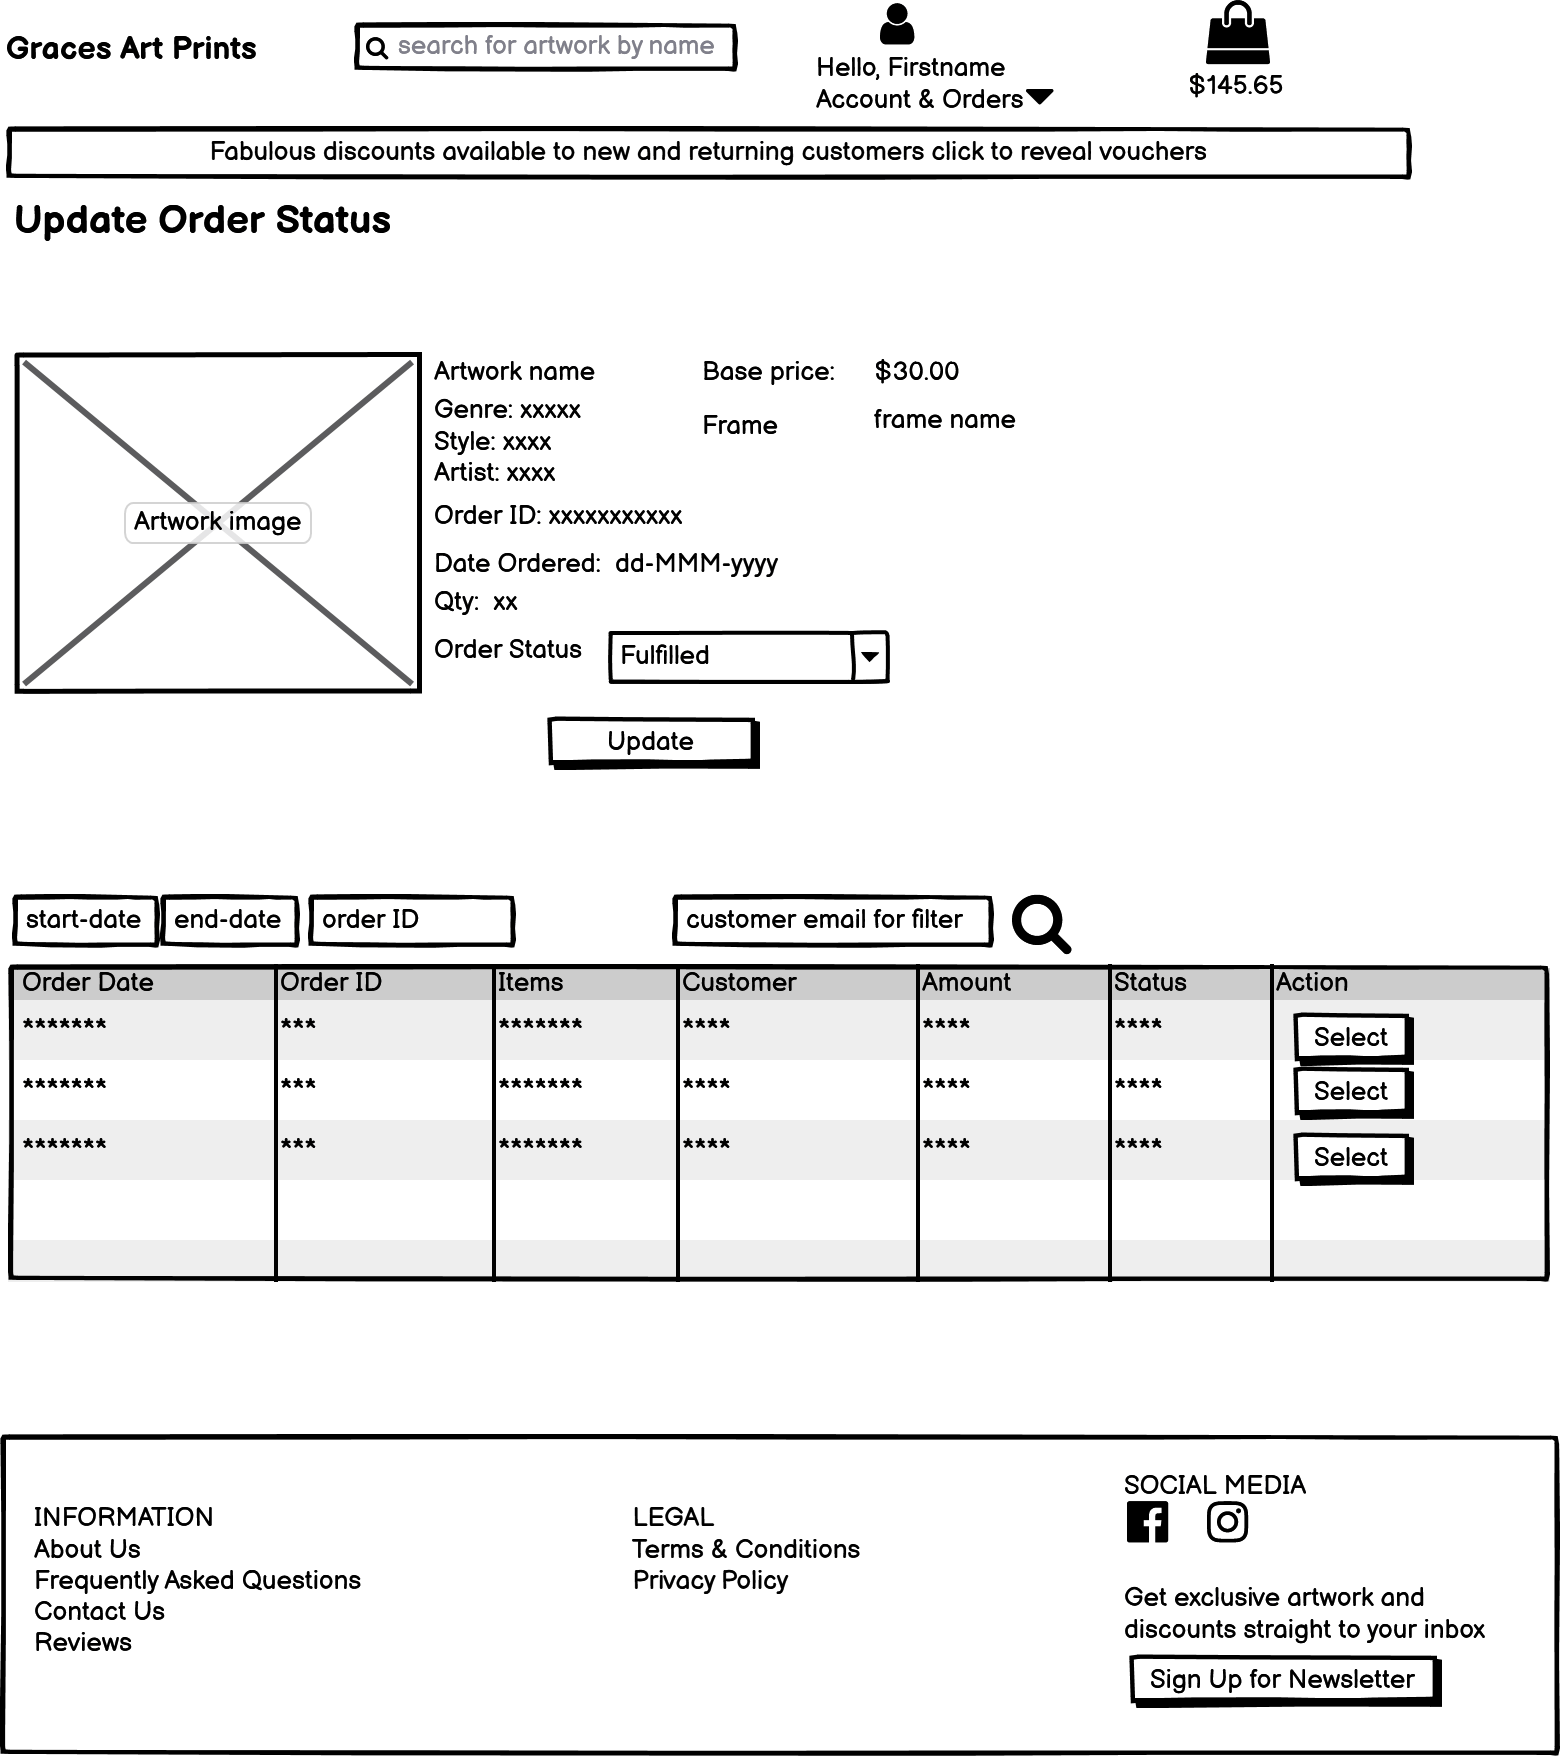 Graces Art Prints
search for artwork by name
Hello, Firstname
Account & Orders
$145.65
Fabulous discounts available to new and returning customers click to reveal vouchers
Update Order Status
Artwork image
Artwork name
Genre: xxxxx
Style: xxxx
Artist: xxxx
Base price: $30.00
Frame frame name
Order ID: xxxxxxxxxxx
Date Ordered: dd-MMM-yyyy
Qty: xx
Order Status Fulfilled
Update
start-date end-date order ID customer email for filter
Order Date Order ID Items Customer Amount Status Action
******* *** ******* **** **** **** Select
******* *** ******* **** **** **** Select
******* *** ******* **** **** **** Select
INFORMATION
About Us
Frequently Asked Questions
Contact Us
Reviews
LEGAL
Terms & Conditions
Privacy Policy
SOCIAL MEDIA
Get exclusive artwork and
discounts straight to your inbox
Sign Up for Newsletter